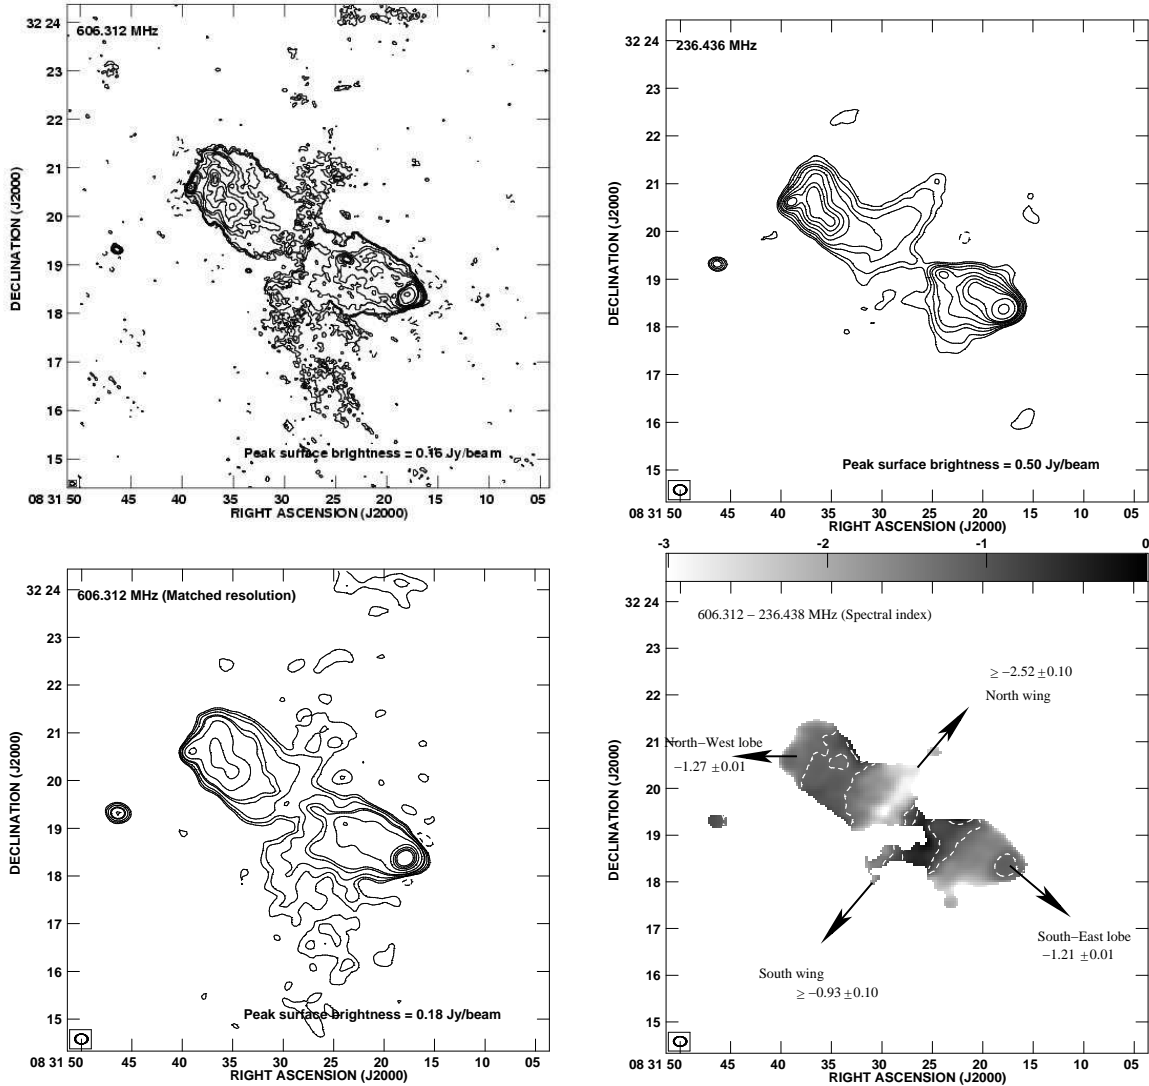 606.312 MHz
32 24
23
22
21
20
19
18
17
16
15
DECLINATION (J2000)
Peak surface brightness = 0.16 Jy/beam
08 31 50 45 40 35 30 25 20 15 10 05
RIGHT ASCENSION (J2000)
236.436 MHz
32 24
23
22
21
20
19
18
17
16
15
DECLINATION (J2000)
Peak surface brightness = 0.50 Jy/beam
08 31 50 45 40 35 30 25 20 15 10 05
RIGHT ASCENSION (J2000)
606.312 MHz (Matched resolution)
32 24
23
22
21
20
19
18
17
16
15
DECLINATION (J2000)
Peak surface brightness = 0.18 Jy/beam
08 31 50 45 40 35 30 25 20 15 10 05
RIGHT ASCENSION (J2000)
-3 -2 -1 0
606.312 − 236.438 MHz (Spectral index)
32 24
23
22
21
20
19
18
17
16
15
DECLINATION (J2000)
≥ −2.52 ±0.10
North wing
North−West lobe
−1.27 ±0.01
South−East lobe
−1.21 ±0.01
South wing
≥ −0.93 ±0.10
08 31 50 45 40 35 30 25 20 15 10 05
RIGHT ASCENSION (J2000)